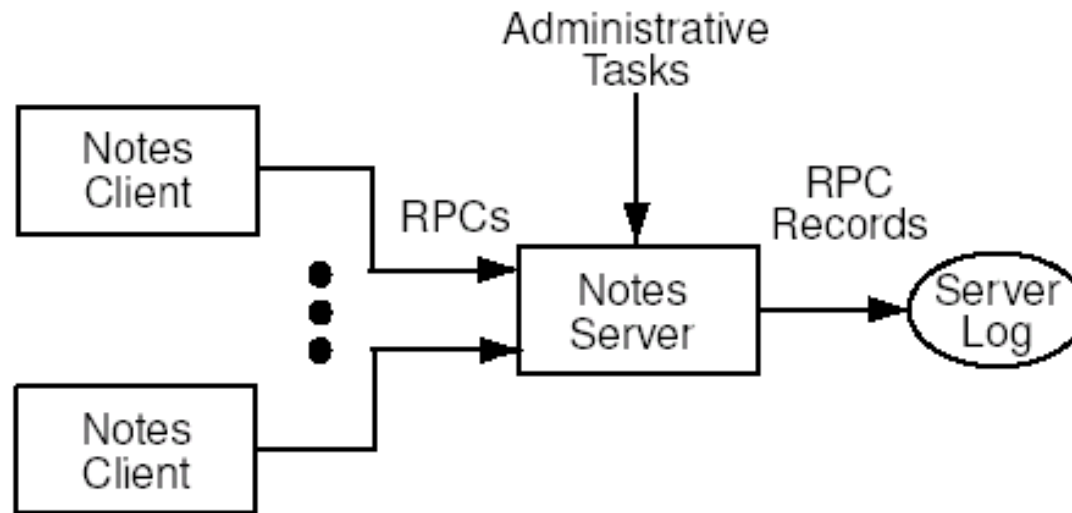 Administrative
Tasks
Notes
Client
RPCs
RPC
Records
Notes
Server
Server
Log
Notes
Client